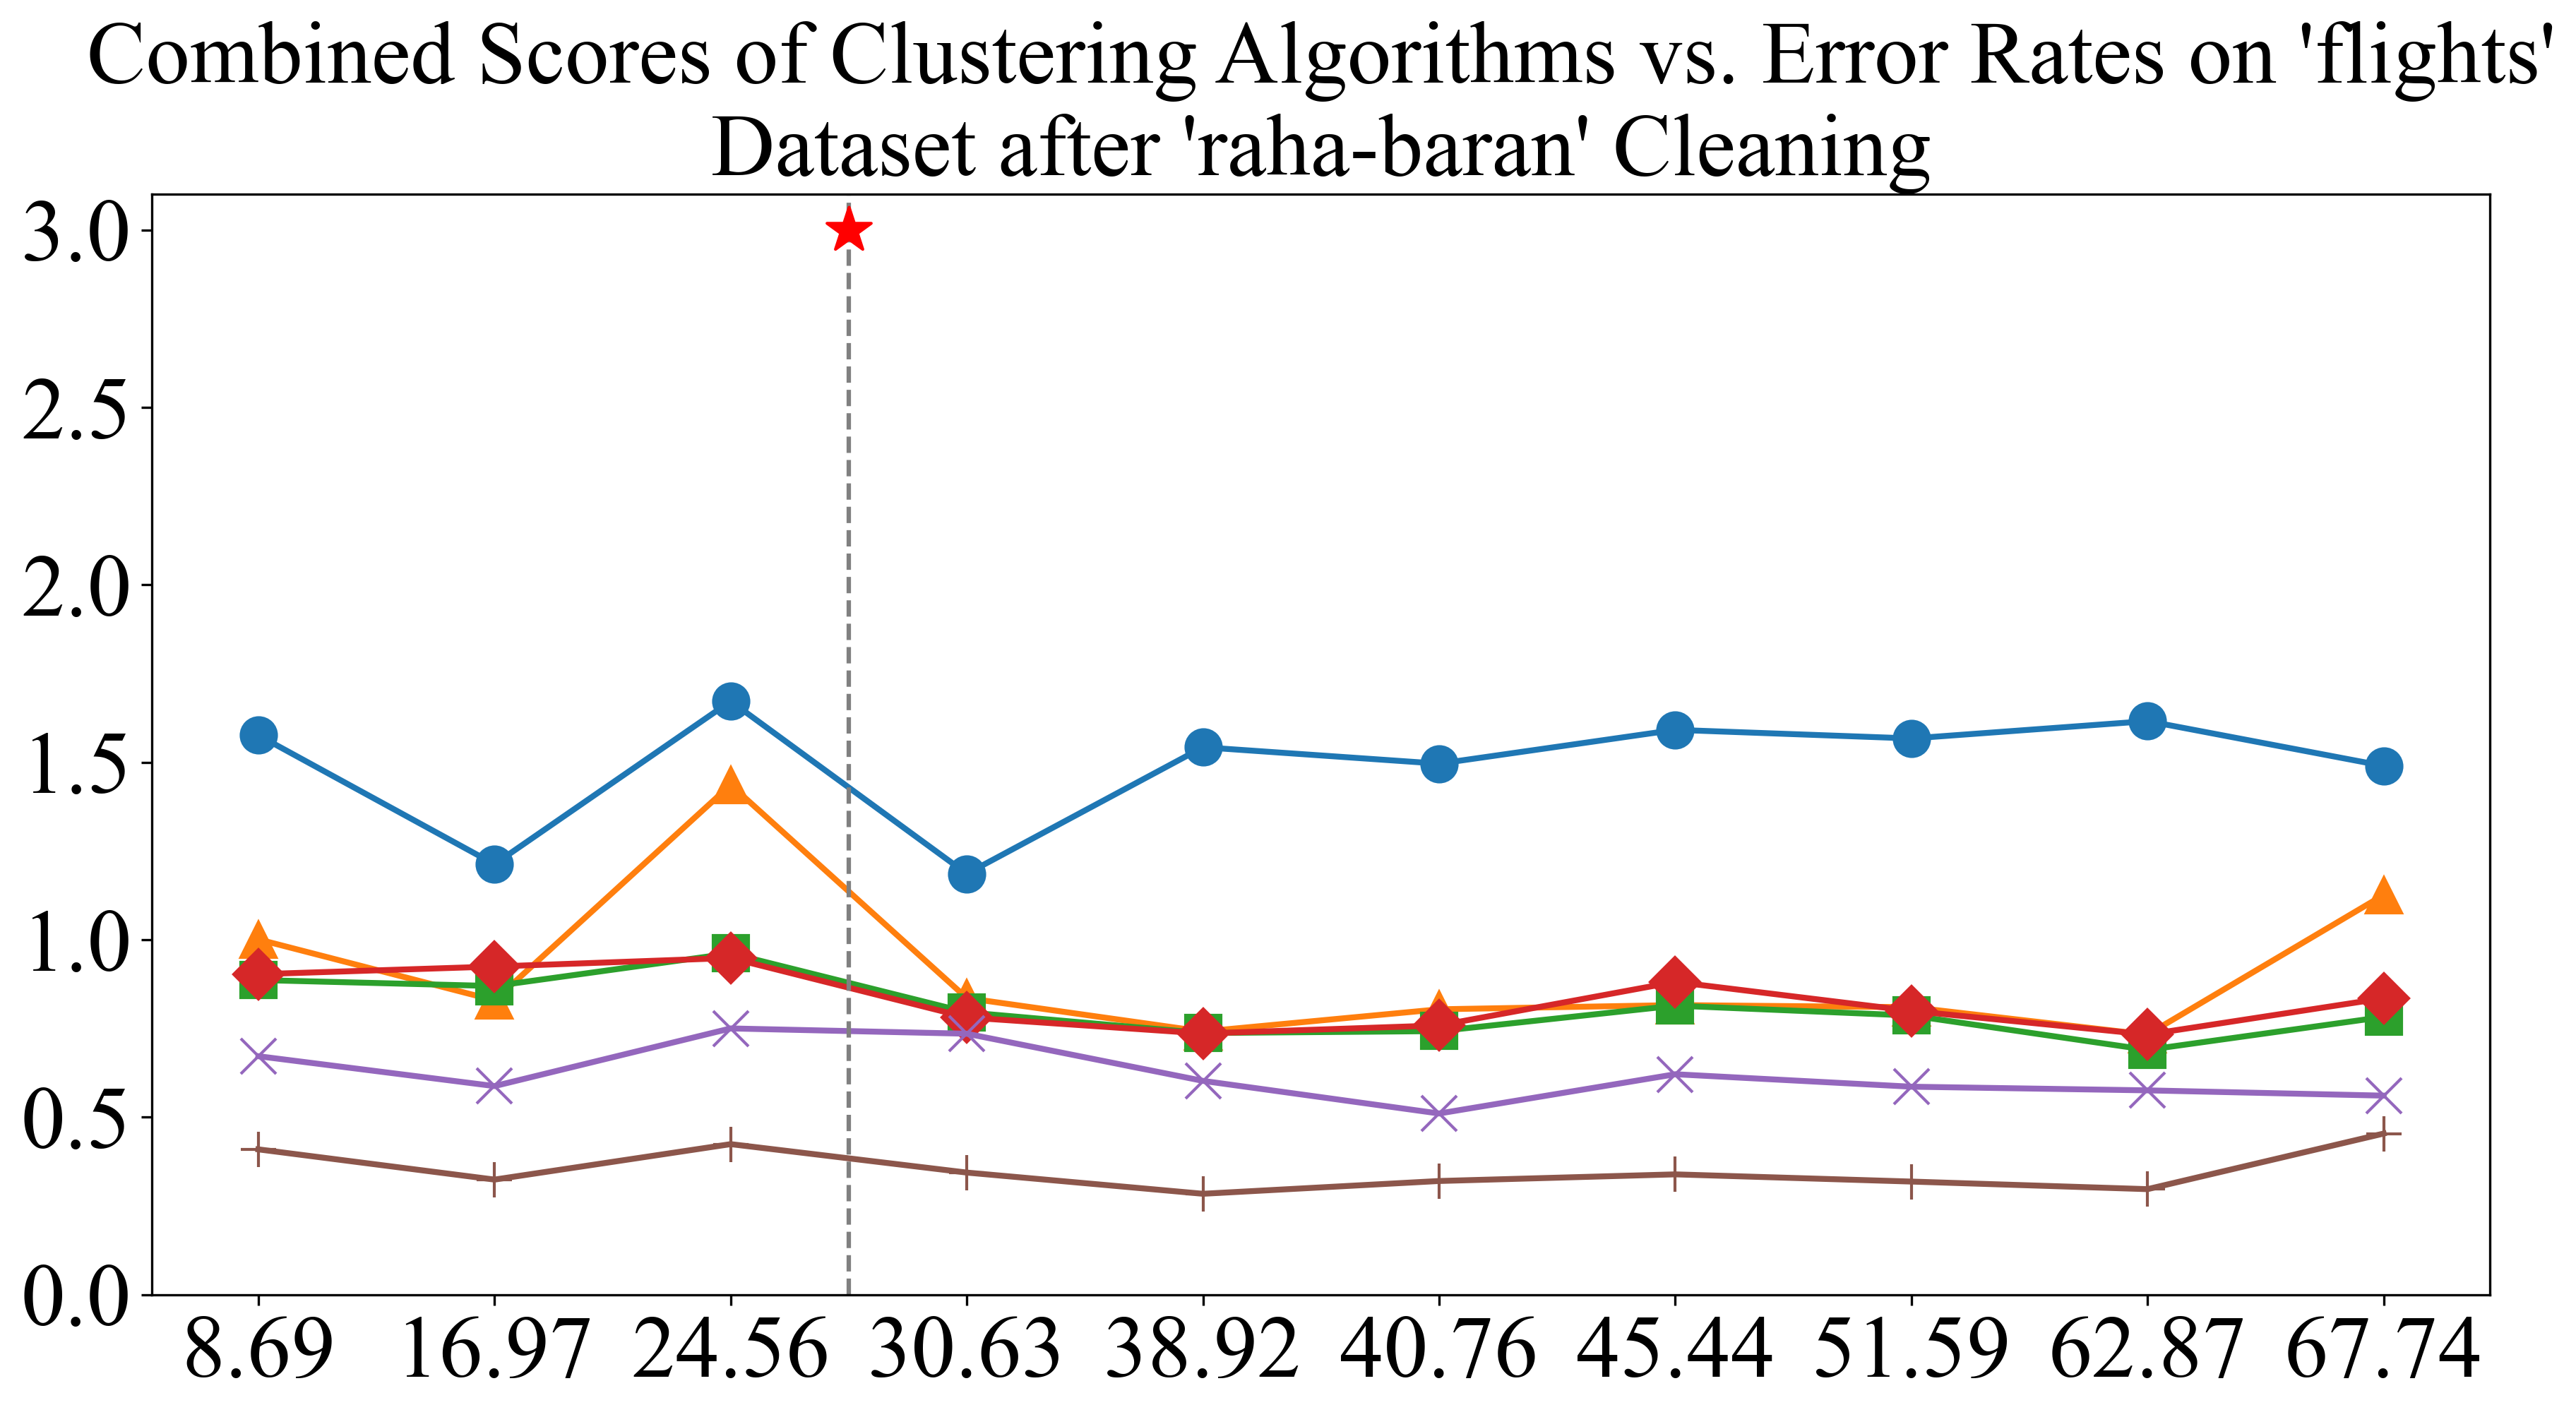 Combined Scores of Clustering Algorithms vs. Error Rates on 'flights'
Dataset after 'raha-baran' Cleaning
3.0
2.5
2.0
1.5
1.0
0.5
0.0
8.69 16.97 24.56 30.63 38.92 40.76 45.44 51.59 62.87 67.74